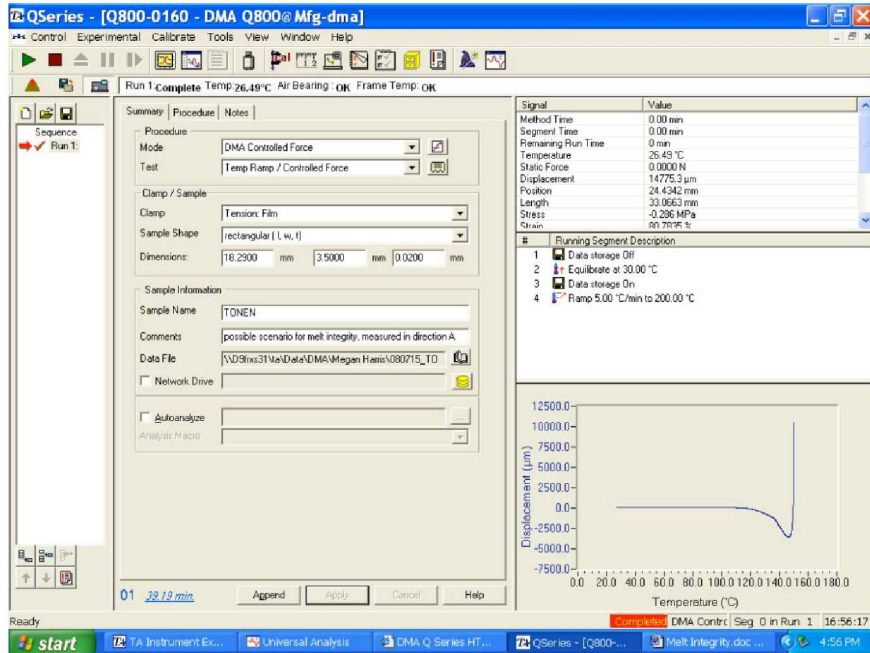 QSeries - [Q800-0160 - DMA Q800@Mfg-dma]
Control Experimental Calibrate Tools View Window Help
Run 1:Complete Temp:26.49°C Air Bearing : OK Frame Temp: OK
Sequence
Run 1:
Summary Procedure Notes
Procedure
Mode DMA Controlled Force
Test Temp Ramp / Controlled Force
Clamp / Sample
Clamp Tension: Film
Sample Shape rectangular ( l, w, t)
Dimensions: 18.2900 mm 3.5000 mm 0.0200 mm
Sample Information
Sample Name TONEN
Comments possible scenario for melt integrity, measured in direction A
Data File \Data\DMA\Megan Harris\080715_TO
Network Drive
Autoanalyze ...
Analysis Macro
01 39.19 min. Append Apply Cancel Help
Signal Value
Method Time 0.00 min
Segment Time 0.00 min
Remaining Run Time 0 min
Temperature 26.49 °C
Static Force 0.0000 N
Displacement 14775.3 µm
Position 24.4342 mm
Length 33.0663 mm
Stress -0.286 MPa
Strain 80.7835 %
# Running Segment Description
1 Data storage Off
2 Equilibrate at 30.00 °C
3 Data storage On
4 Ramp 5.00 °C/min to 200.00 °C
12500.0
10000.0
7500.0
5000.0
2500.0
0.0
-2500.0
-5000.0
-7500.0
Displacement (µm)
0.0 20.0 40.0 60.0 80.0 100.0 120.0 140.0 160.0 180.0
Temperature (°C)
Ready Completed DMA Contrc Seg 0 in Run 1 16:56:17
start TA Instrument Ex... Universal Analysis DMA Q Series HT... QSeries - [Q800-... Melt Integrity.doc ... 4:56 PM